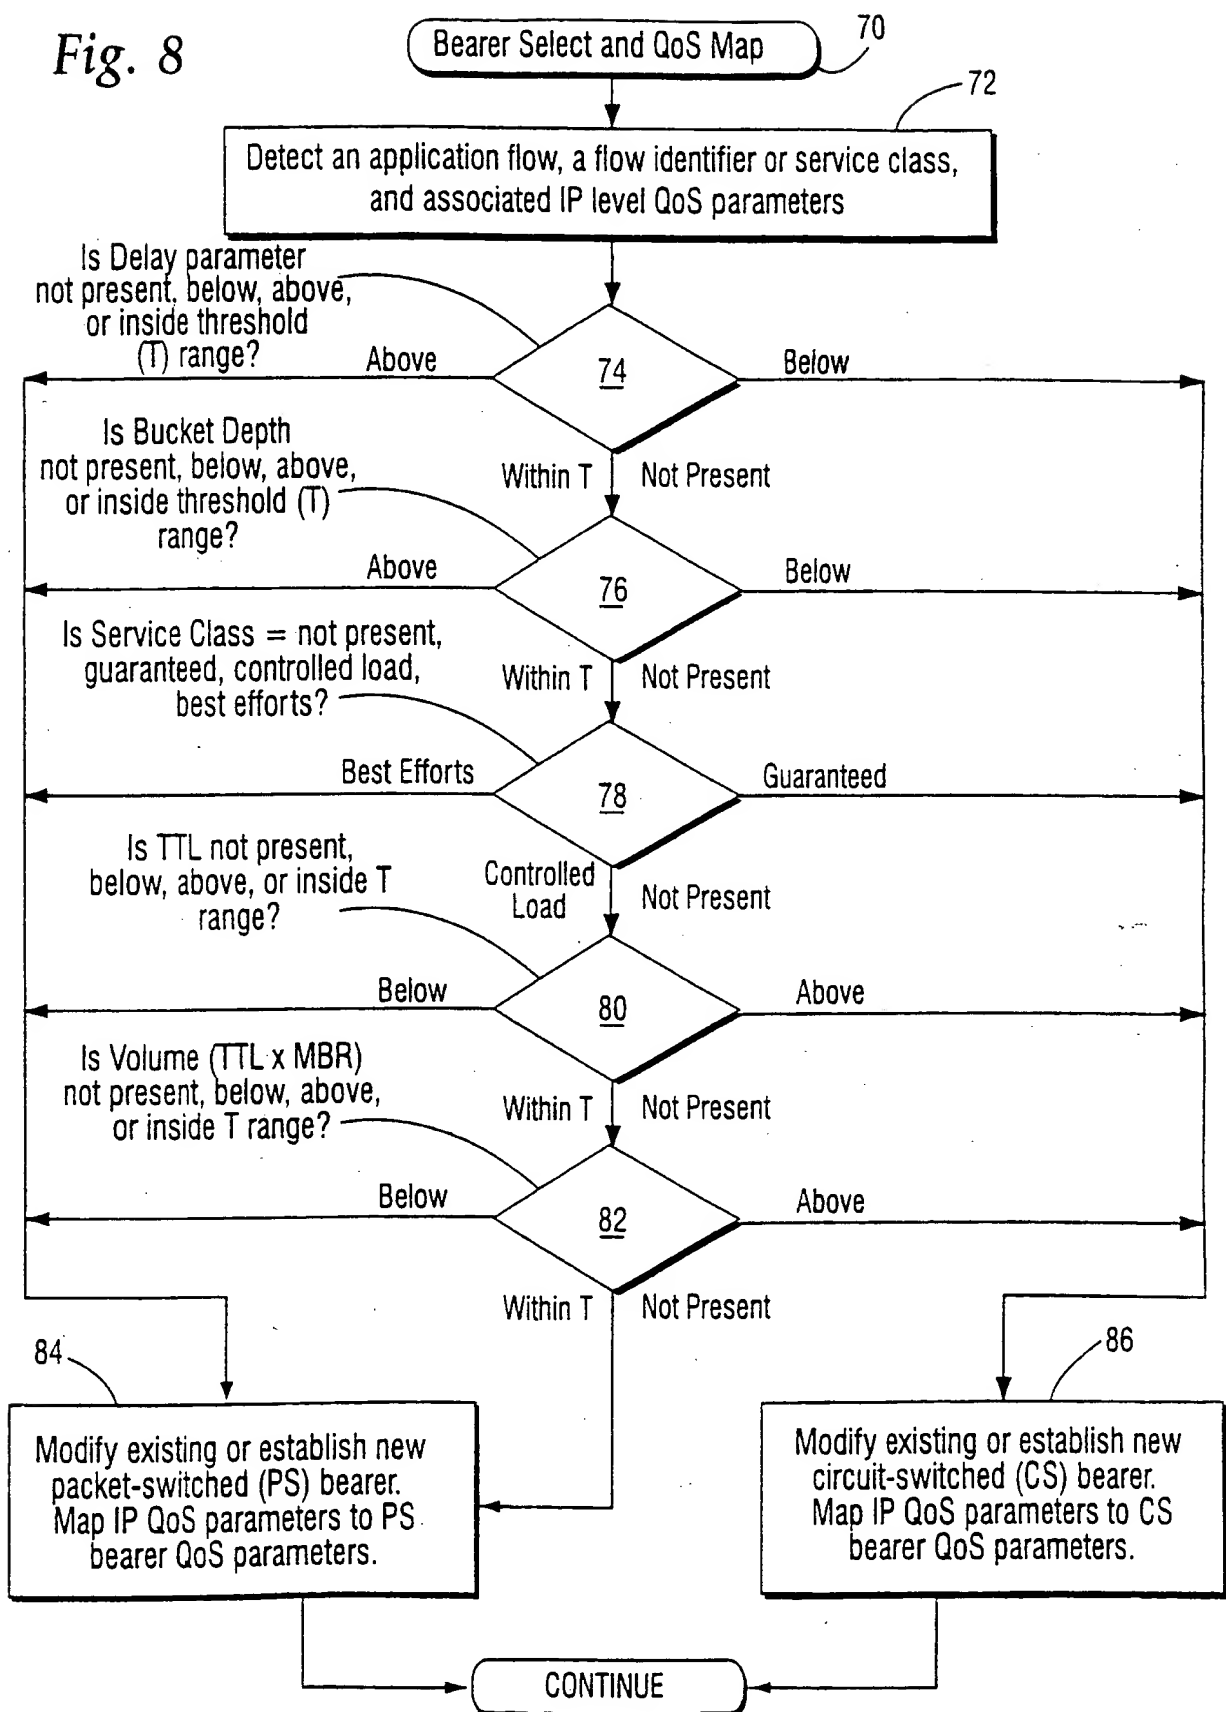 Fig. 8
Bearer Select and QoS Map
70
72
Detect an application flow, a flow identifier or service class,
and associated IP level QoS parameters
Is Delay parameter
not present, below, above,
or inside threshold
(T) range?
Above
74
Below
Within T
Not Present
Is Bucket Depth
not present, below, above,
or inside threshold (T)
range?
Above
76
Below
Within T
Not Present
Is Service Class = not present,
guaranteed, controlled load,
best efforts?
Best Efforts
78
Guaranteed
Controlled
Load
Not Present
Is TTL not present,
below, above, or inside T
range?
Below
80
Above
Within T
Not Present
Is Volume (TTL x MBR)
not present, below, above,
or inside T range?
Below
82
Above
Within T
Not Present
84
Modify existing or establish new
packet-switched (PS) bearer.
Map IP QoS parameters to PS
bearer QoS parameters.
86
Modify existing or establish new
circuit-switched (CS) bearer.
Map IP QoS parameters to CS
bearer QoS parameters.
CONTINUE